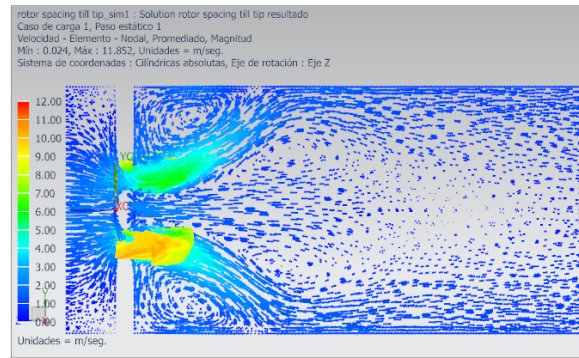 rotor spacing till tip_sim1 : Solution rotor spacing till tip resultado
Caso de carga 1, Paso estático 1
Velocidad - Elemento - Nodal, Promediado, Magnitud
Mín : 0.024, Máx : 11.852, Unidades = m/seg.
Sistema de coordenadas : Cilíndricas absolutas, Eje de rotación : Eje Z
12.00
11.00
10.00
9.00
8.00
7.00
6.00
5.00
4.00
3.00
2.00
1.00
0.00
YC
XC
Unidades = m/seg.